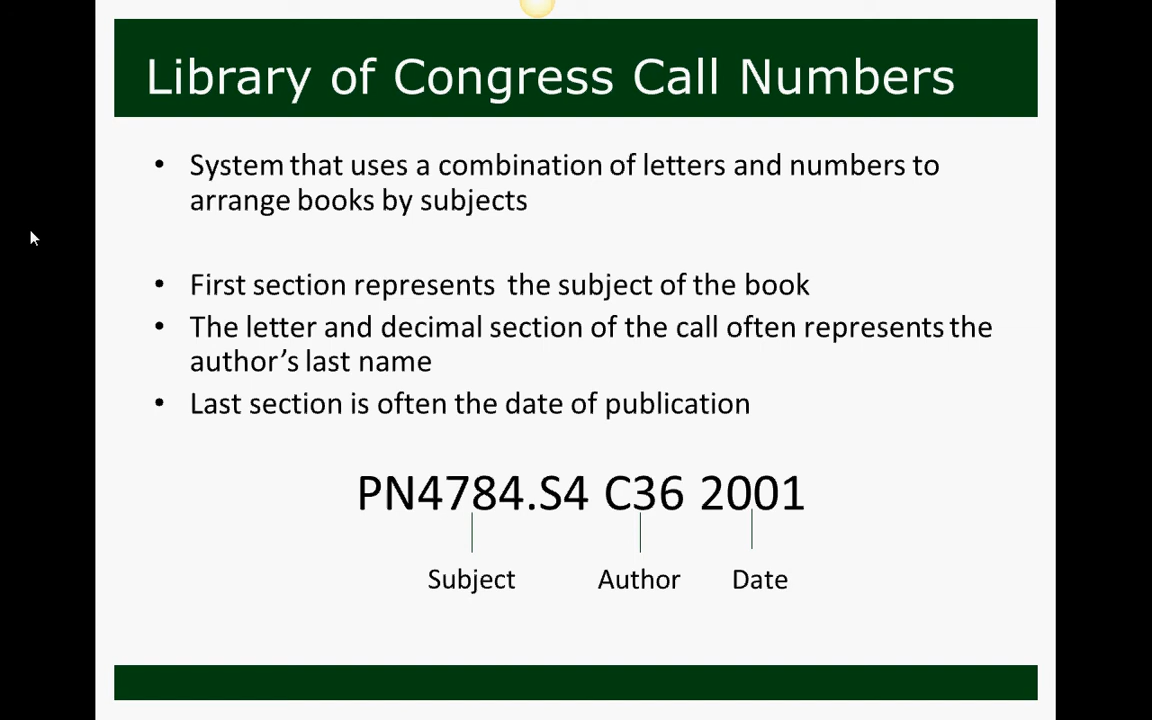 Library of Congress Call Numbers
• System that uses a combination of letters and numbers to
arrange books by subjects
• First section represents the subject of the book
• The letter and decimal section of the call often represents the
author’s last name
• Last section is often the date of publication
PN4784.S4 C36 2001
Subject Author Date